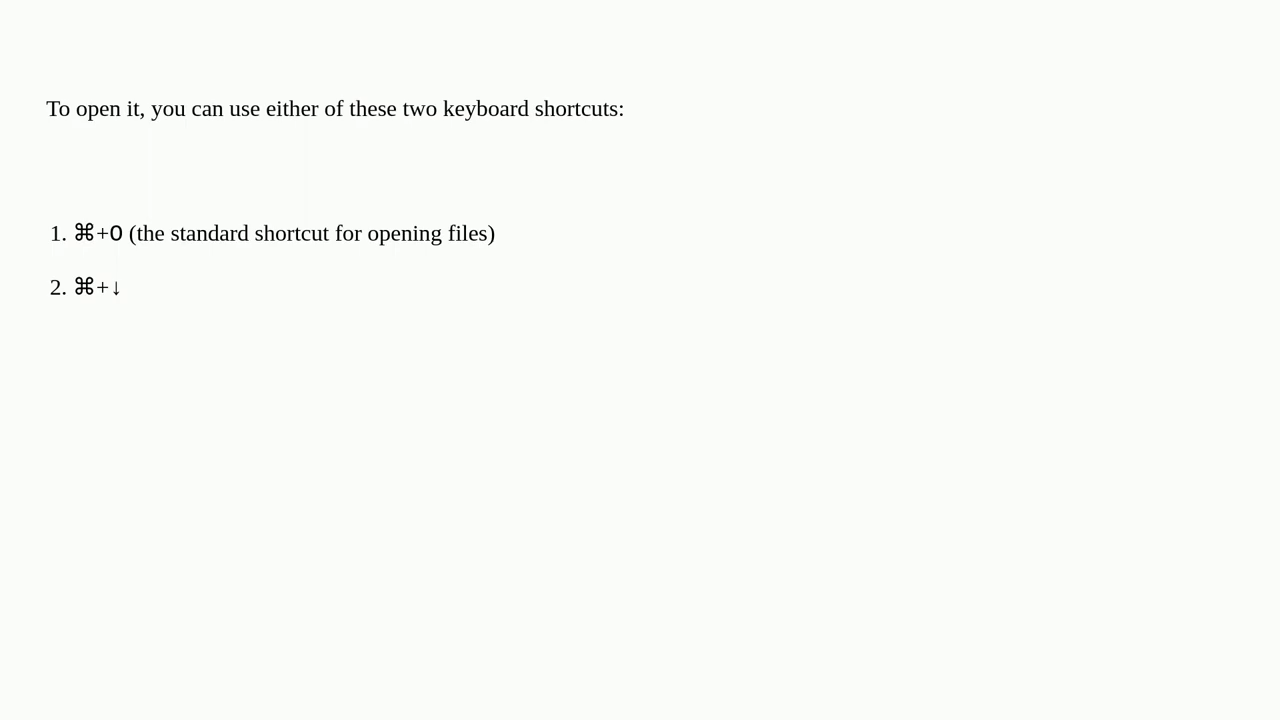 To open it, you can use either of these two keyboard shortcuts:
1. ⌘+O (the standard shortcut for opening files)
2. ⌘+↓